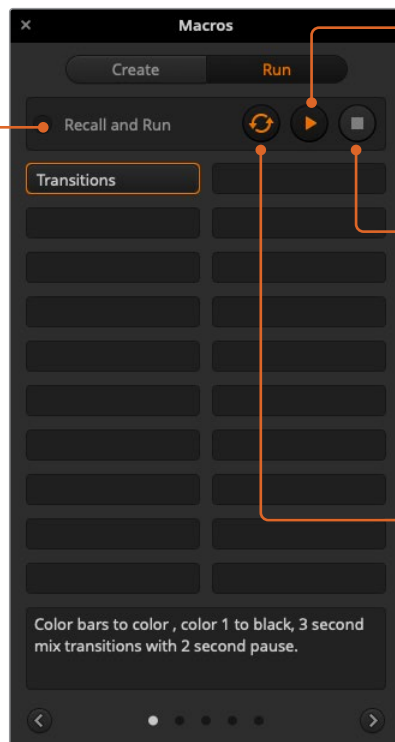 Macros
Create
Run
Recall and Run
Transitions
Color bars to color , color 1 to black, 3 second
mix transitions with 2 second pause.